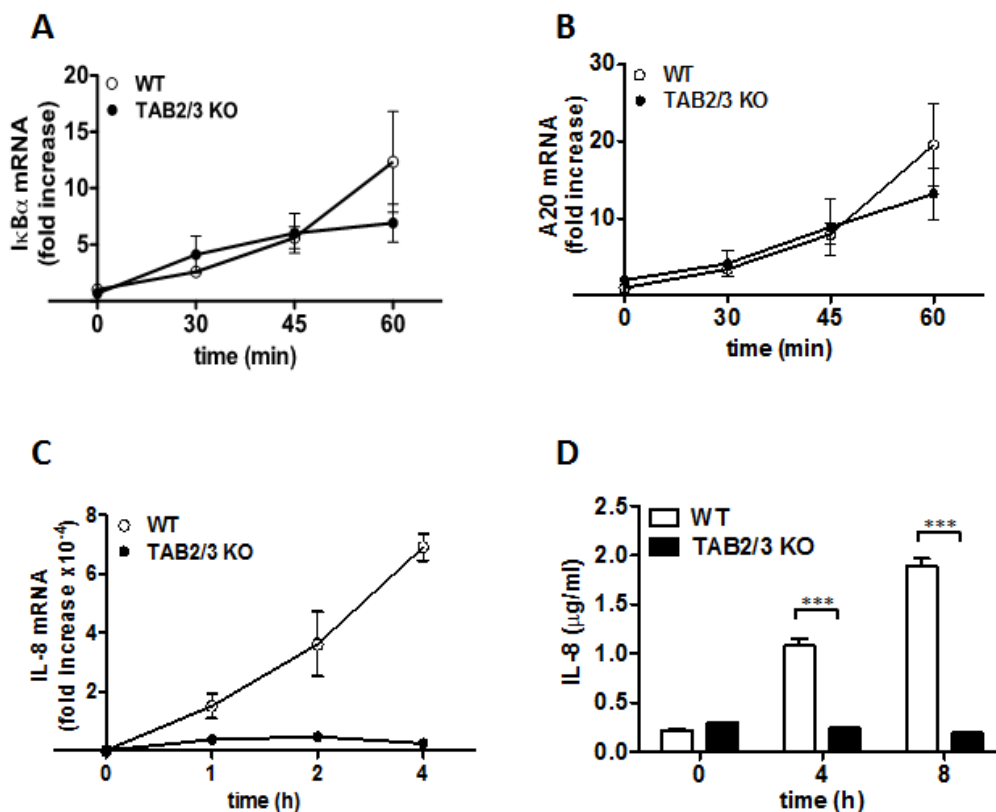 A
IκBα mRNA
(fold increase)
20
15
10
5
WT
TAB2/3 KO
0
30
45
60
time (min)
B
A20 mRNA
(fold increase)
30
20
10
WT
TAB2/3 KO
0
30
45
60
time (min)
C
IL-8 mRNA
(fold Increase x10-4)
8
6
4
2
WT
TAB2/3 KO
0
1
2
4
time (h)
D
IL-8 (µg/ml)
2.5
2.0
1.5
1.0
0.5
0.0
WT
TAB2/3 KO
***
***
0
4
8
time (h)